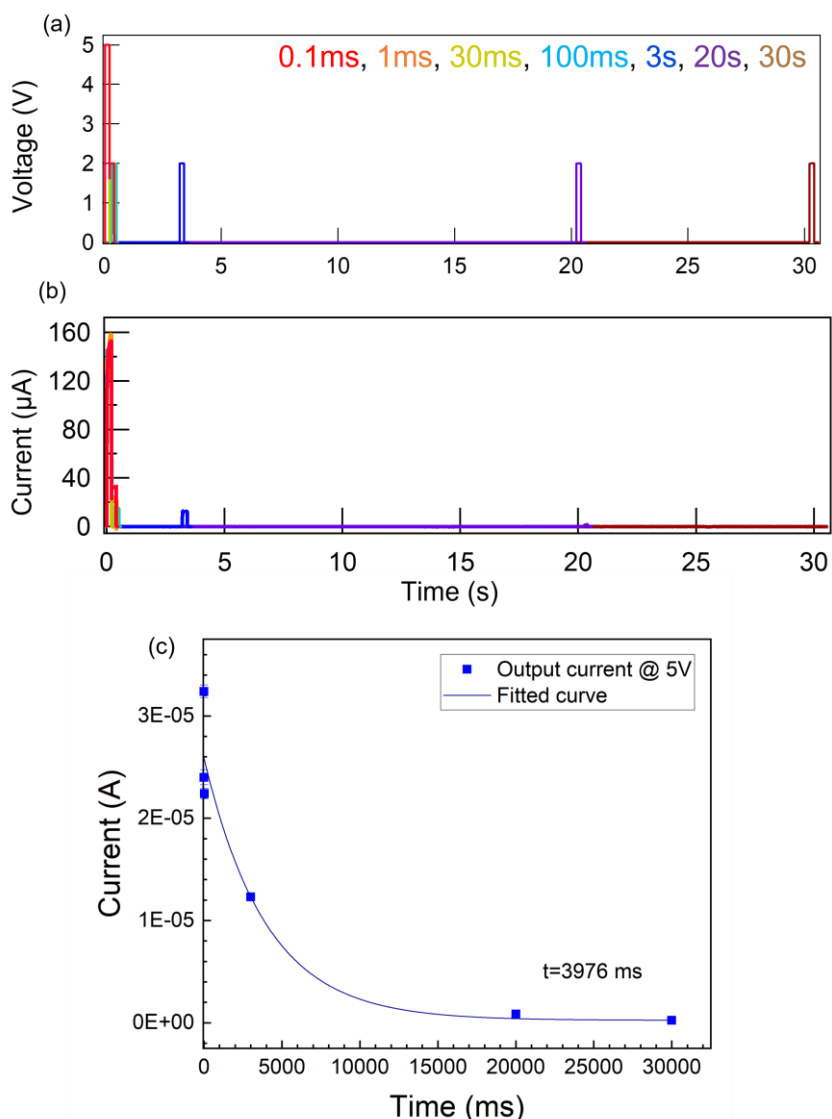 (a)
0.1ms, 1ms, 30ms, 100ms, 3s, 20s, 30s
Voltage (V)
5
4
3
2
1
0
0 5 10 15 20 25 30
(b)
Current (μA)
160
120
80
40
0
0 5 10 15 20 25 30
Time (s)
(c)
Output current @ 5V
Fitted curve
Current (A)
3E-05
2E-05
1E-05
0E+00
t=3976 ms
0 5000 10000 15000 20000 25000 30000
Time (ms)